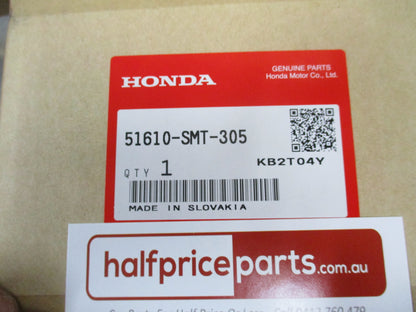 GENUINE PARTS
Honda Motor Co., Ltd.
HONDA
51610-SMT-305
KB2T04Y
QTY 1
MADE IN SLOVAKIA
halfpriceparts.com.au